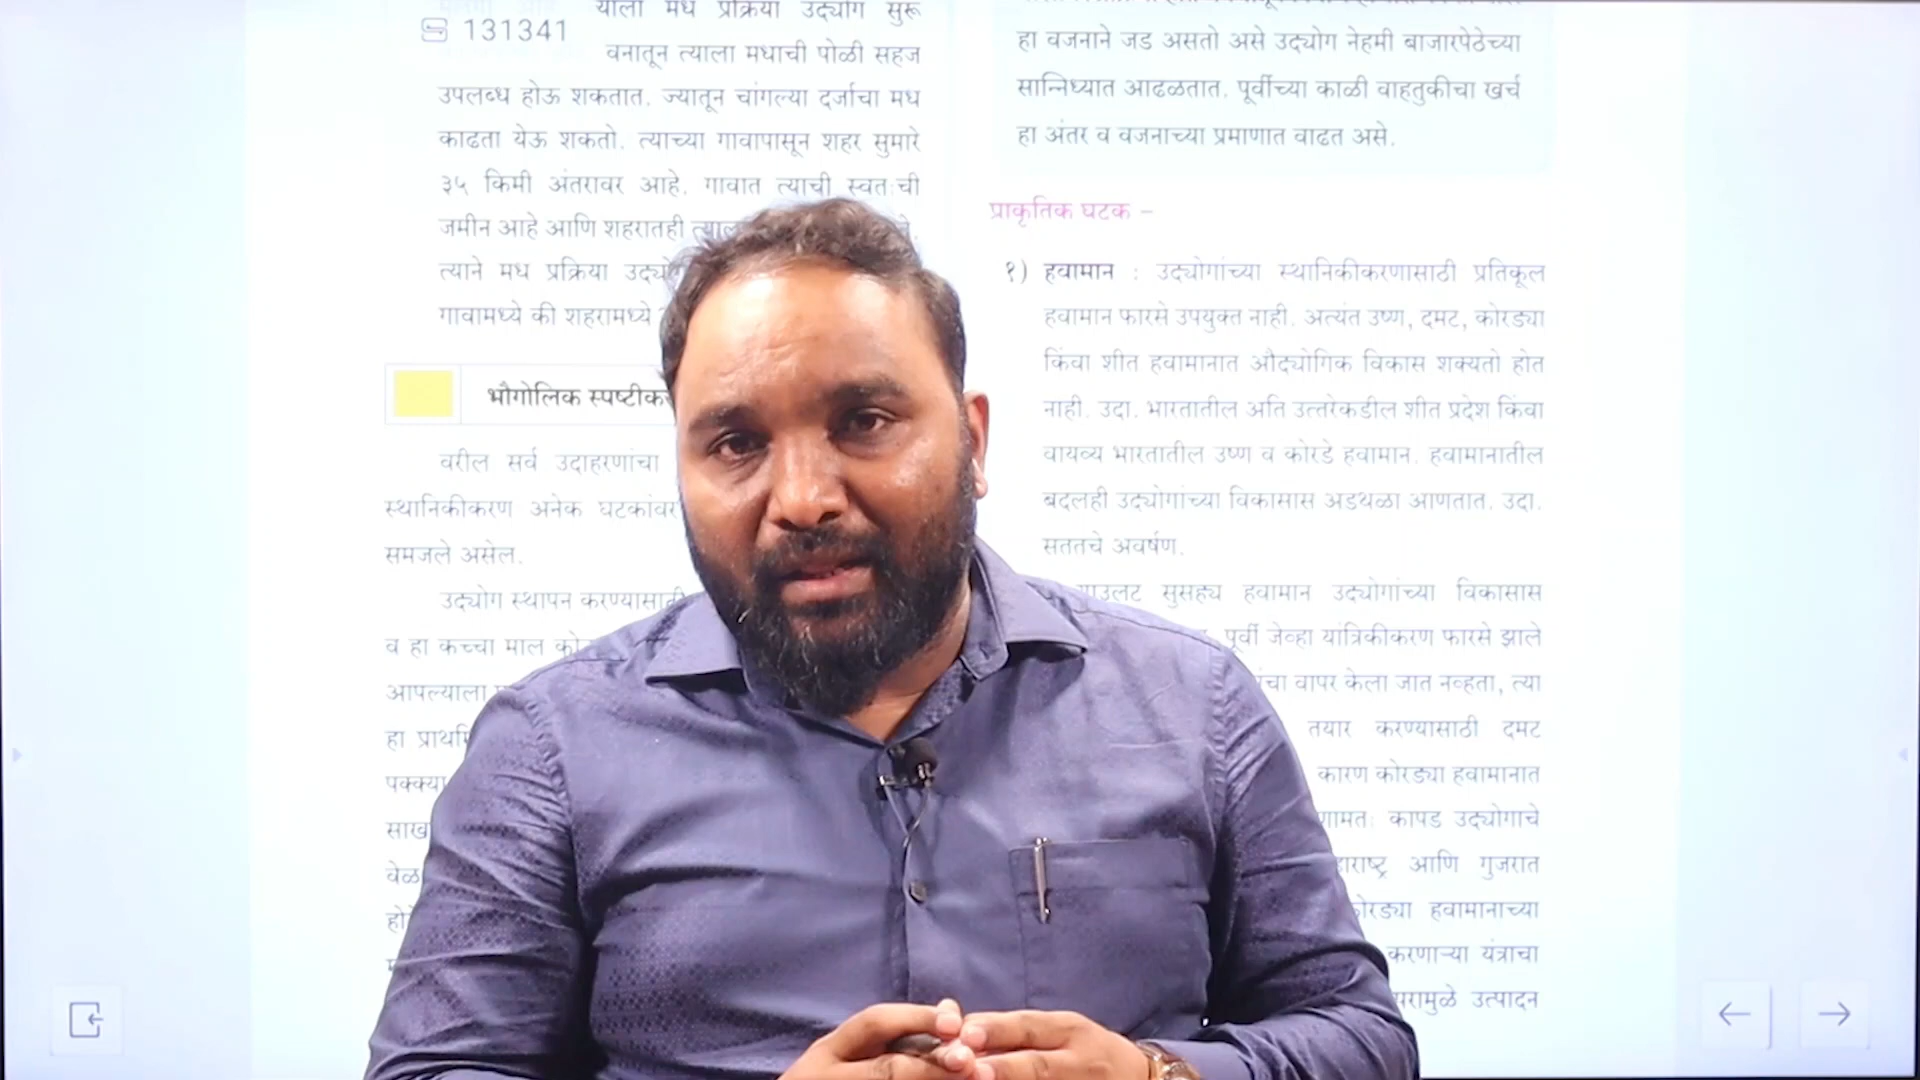 याला मध प्रक्रिया उद्योग सुरू
131341
वनातून त्याला मधाची पोळी सहज
उपलब्ध होऊ शकतात. ज्यातून चांगल्या दर्जाचा मध
काढता येऊ शकतो. त्याच्या गावापासून शहर सुमारे
३५ किमी अंतरावर आहे. गावात त्याची स्वतःची
जमीन आहे आणि शहरातही
त्याने मध प्रक्रिया
गावामध्ये की शहरामध्ये
भौगोलिक
वरील सर्व उदाहरणांचा
स्थानिकीकरण अनेक घटकांवर
समजले असेल.
उद्योग स्थापन करण्यासाठी
व हा कच्चा माल
आपल्याला
हा
वेळ
हा वजनाने जड असतो असे उद्योग नेहमी बाजारपेठेच्या
सान्निध्यात आढळतात. पूर्वीच्या काळी वाहतुकीचा खर्च
हा अंतर व वजनाच्या प्रमाणात वाढत असे.
प्राकृतिक घटक –
१) हवामान : उद्योगांच्या स्थानिकीकरणासाठी प्रतिकूल
हवामान फारसे उपयुक्त नाही. अत्यंत उष्ण, दमट, कोरड्या
किंवा शीत हवामानात औद्योगिक विकास शक्यतो होत
नाही. उदा. भारतातील अति उत्तरेकडील शीत प्रदेश किंवा
वायव्य भारतातील उष्ण व कोरडे हवामान. हवामानातील
बदलही उद्योगांच्या विकासास अडथळा आणतात. उदा.
सततचे अवर्षण.
सुसह्य हवामान उद्योगांच्या विकासास
पूर्वी जेव्हा यांत्रिकीकरण फारसे झाले
वापर केला जात नव्हता, त्या
तयार करण्यासाठी दमट
कारण कोरड्या हवामानात
कापड उद्योगाचे
आणि गुजरात
हवामानाच्या
करणाऱ्या यंत्राचा
उत्पादन